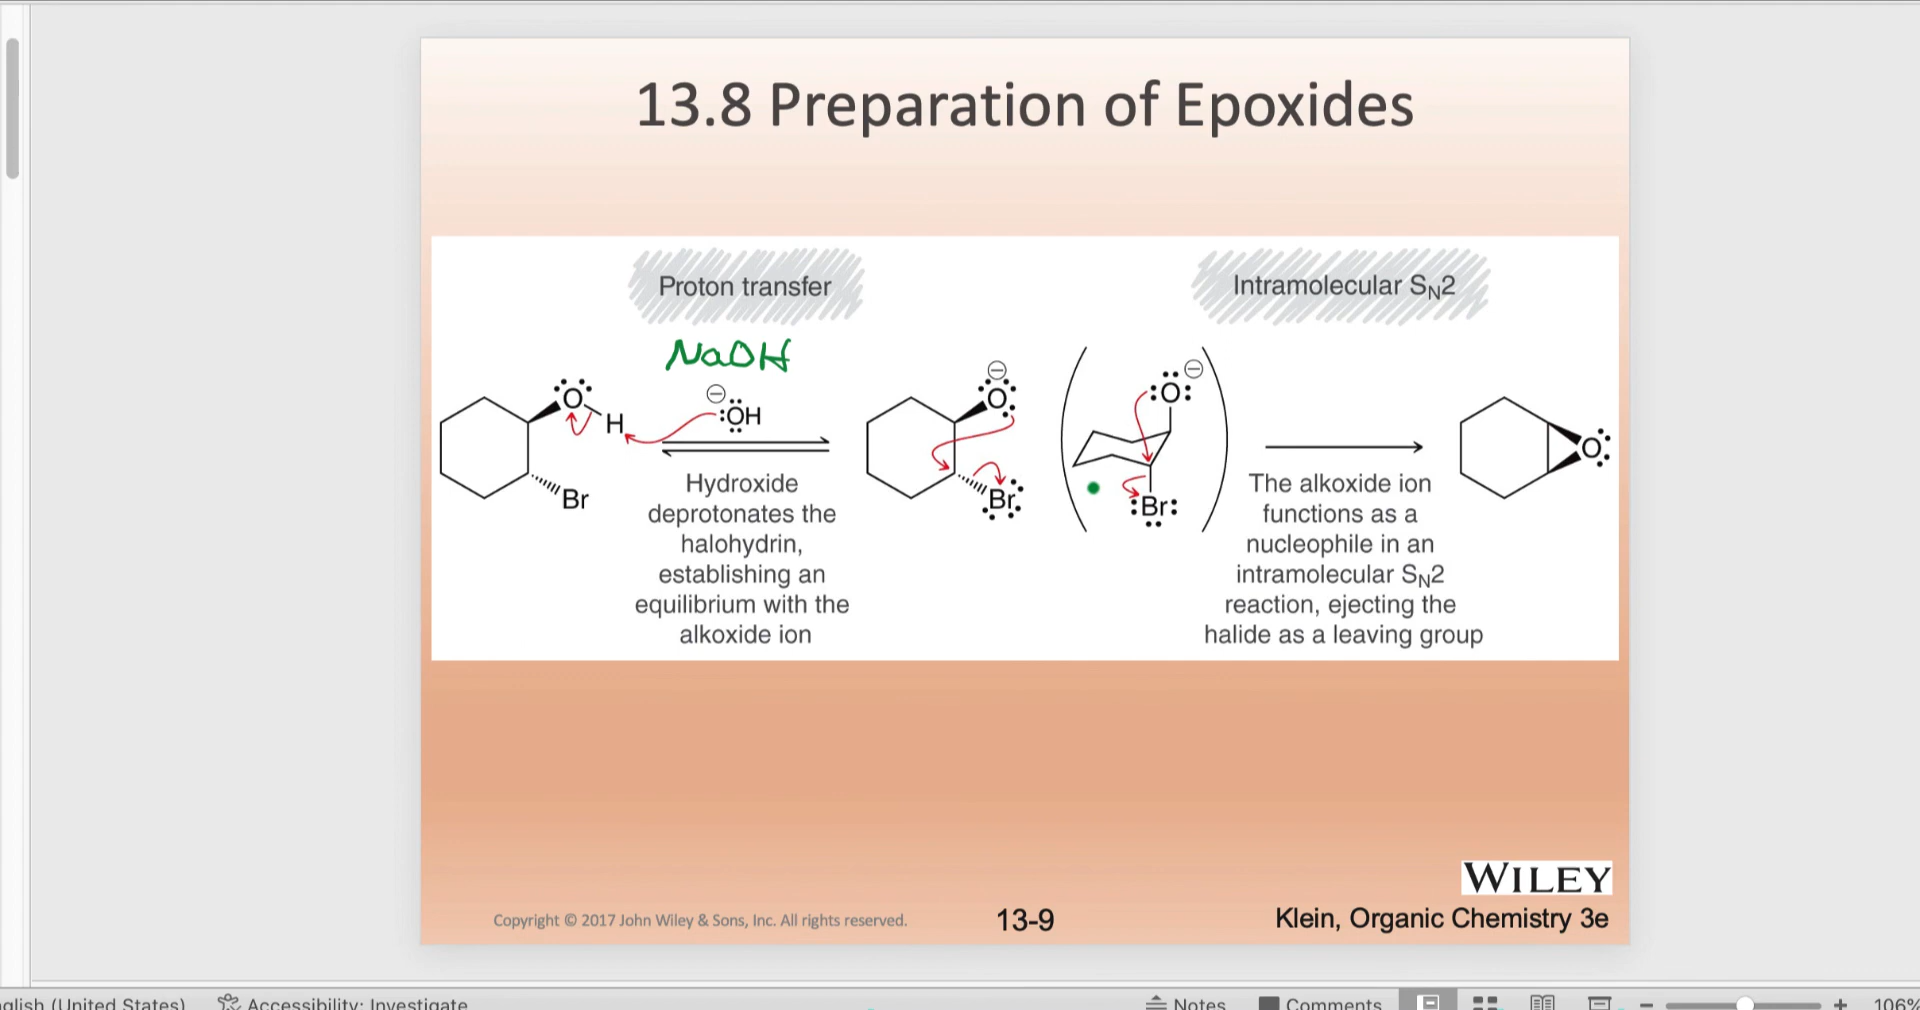 13.8 Preparation of Epoxides
Proton transfer
Intramolecular SN2
NaOH
⊖
:ÖH
O
H
Br
Hydroxide
deprotonates the
halohydrin,
establishing an
equilibrium with the
alkoxide ion
⊖
:O:
:Br:
⊖
:O:
:Br:
The alkoxide ion
functions as a
nucleophile in an
intramolecular SN2
reaction, ejecting the
halide as a leaving group
O:
WILEY
Copyright © 2017 John Wiley & Sons, Inc. All rights reserved.
13-9
Klein, Organic Chemistry 3e
glish (United States)
Accessibility: Investigate
Notes
Comments
106%